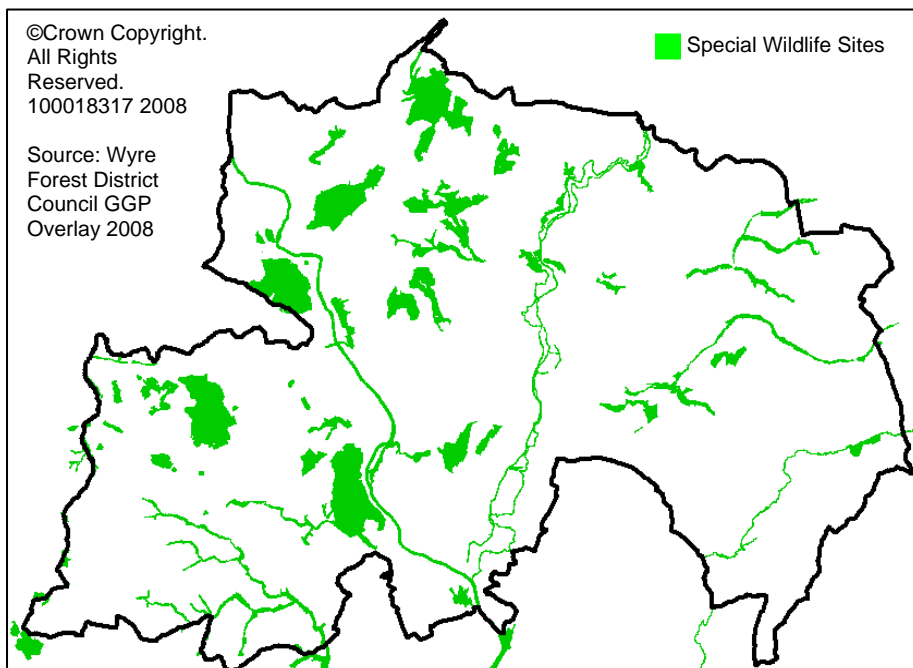 ©Crown Copyright.
All Rights
Reserved.
100018317 2008
Source: Wyre
Forest District
Council GGP
Overlay 2008
Special Wildlife Sites